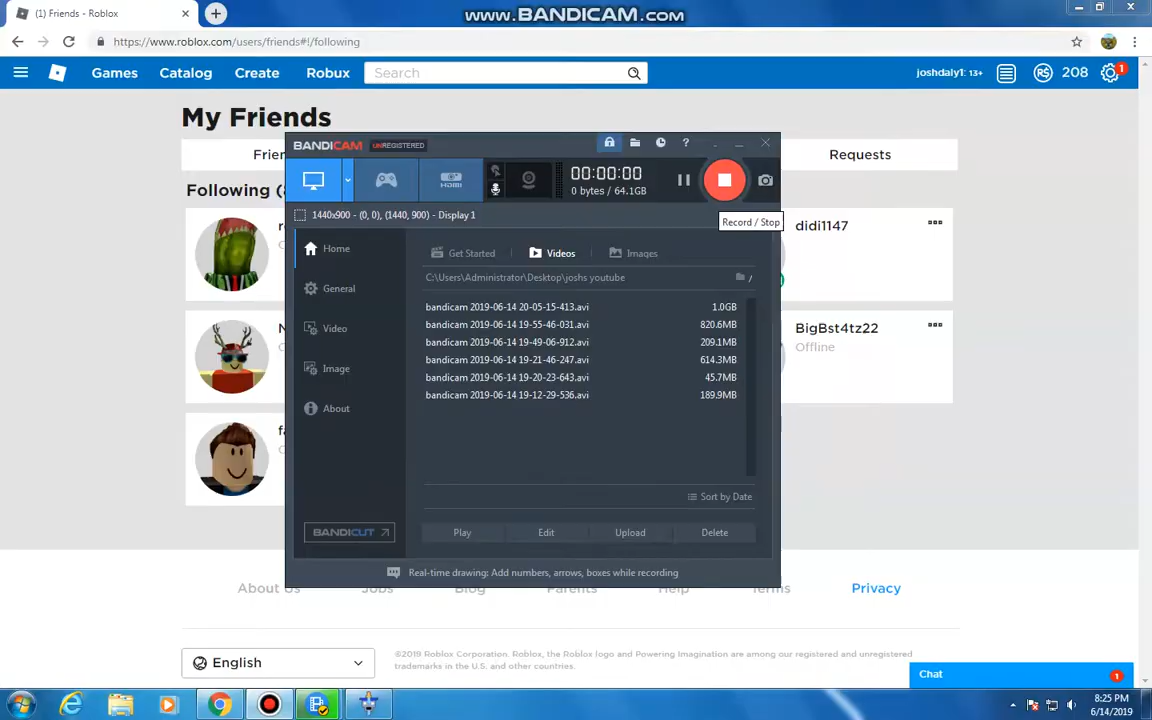 (1) Friends - Roblox
www.BANDICAM.com
https://www.roblox.com/users/friends#!/following
Games
Catalog
Create
Robux
Search
joshdaly1: 13+
208
1
My Friends
Requests
BANDICAM UNREGISTERED
HDMI
00:00:00
0 bytes / 64.1GB
Record / Stop
1440x900 - (0, 0), (1440, 900) - Display 1
Home
General
Video
Image
About
Get Started
Videos
Images
C:\Users\Administrator\Desktop\joshs youtube
bandicam 2019-06-14 20-05-15-413.avi 1.0GB
bandicam 2019-06-14 19-55-46-031.avi 820.6MB
bandicam 2019-06-14 19-49-06-912.avi 209.1MB
bandicam 2019-06-14 19-21-46-247.avi 614.3MB
bandicam 2019-06-14 19-20-23-643.avi 45.7MB
bandicam 2019-06-14 19-12-29-536.avi 189.9MB
Sort by Date
BANDICUT
Play
Edit
Upload
Delete
Real-time drawing: Add numbers, arrows, boxes while recording
Following
didi1147
BigBst4tz22
Offline
About Us
Jobs
Blog
Parents
Help
Terms
Privacy
English
©2019 Roblox Corporation. Roblox, the Roblox logo and Powering Imagination are among our registered and unregistered
trademarks in the U.S. and other countries.
Chat
1
8:25 PM
6/14/2019